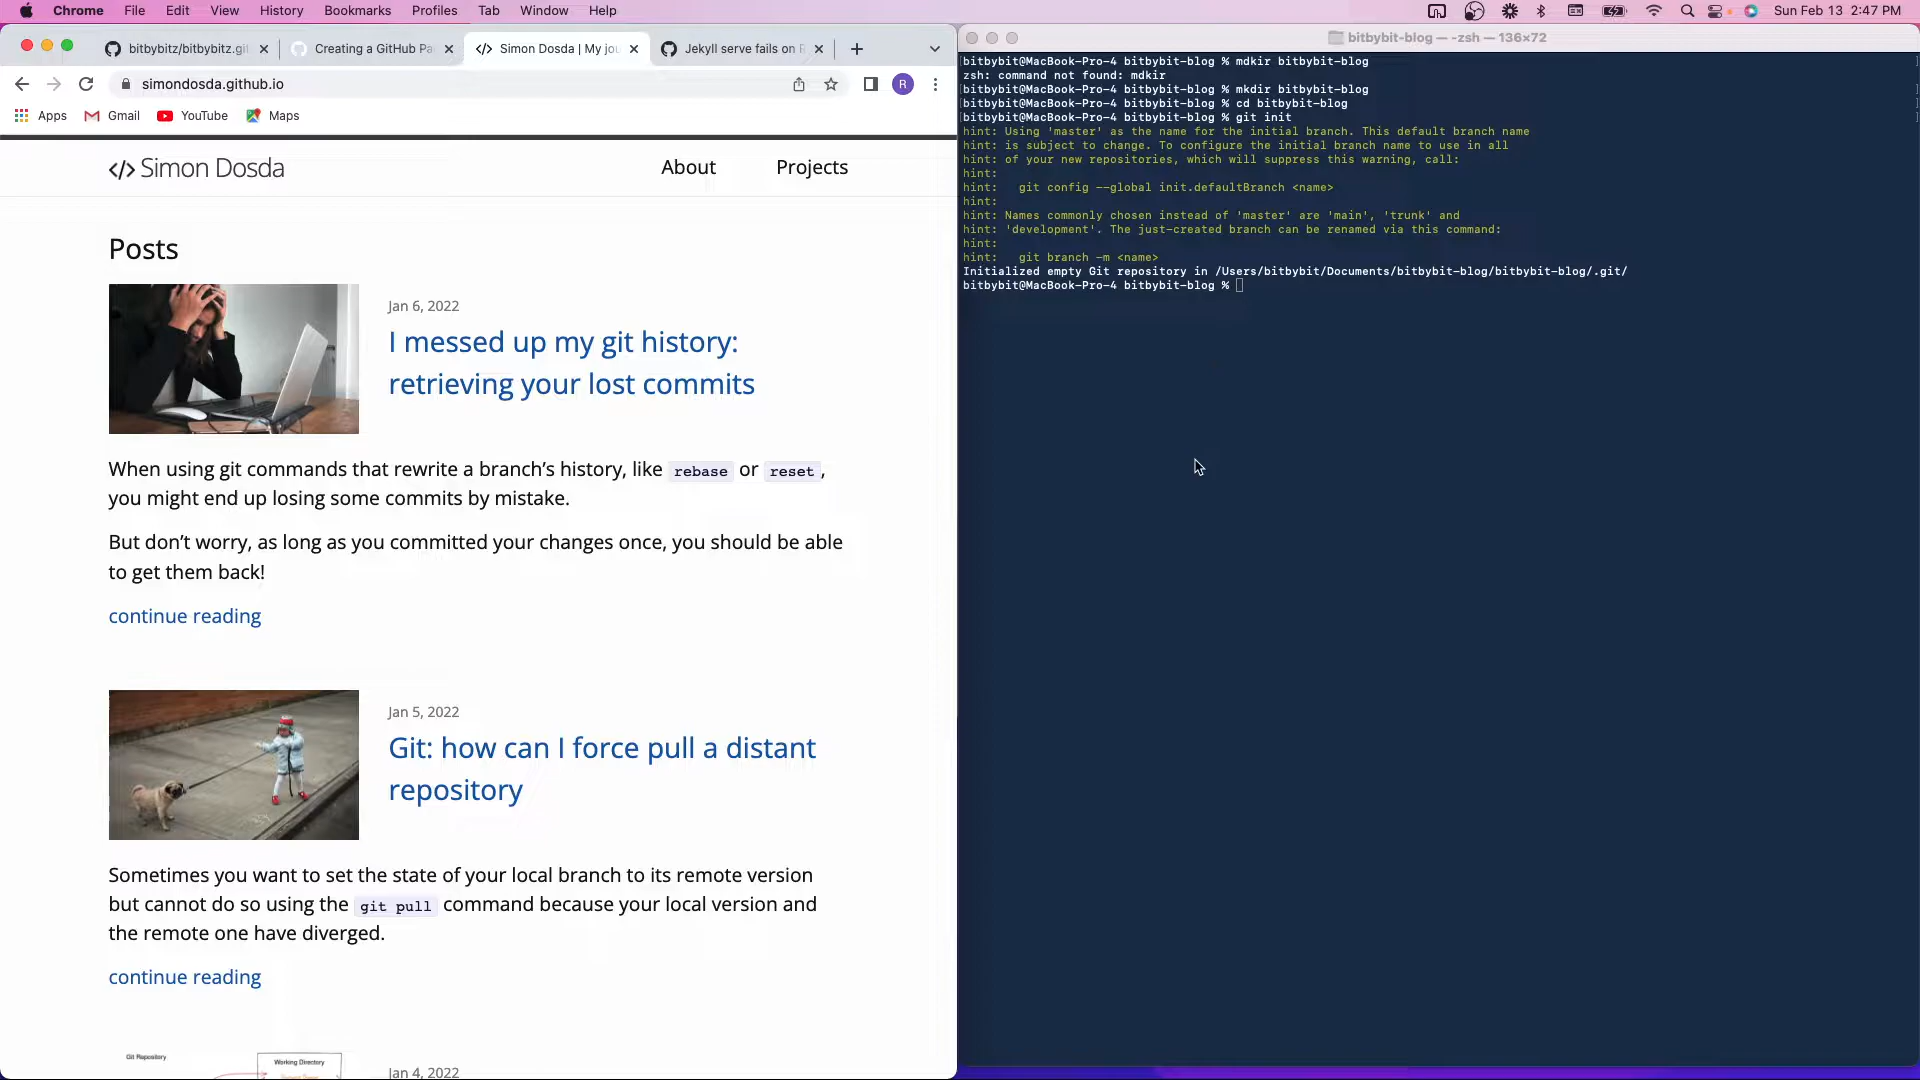 Chrome File Edit View History Bookmarks Profiles Tab Window Help
Sun Feb 13 2:47 PM
bitbybitz/bitbybitz.git
Creating a GitHub Pa
Simon Dosda | My jou
Jekyll serve fails on R
simondosda.github.io
R
Apps Gmail YouTube Maps
</> Simon Dosda
About Projects
Posts
Jan 6, 2022
I messed up my git history:
retrieving your lost commits
When using git commands that rewrite a branch’s history, like rebase or reset,
you might end up losing some commits by mistake.
But don’t worry, as long as you committed your changes once, you should be able
to get them back!
continue reading
Jan 5, 2022
Git: how can I force pull a distant
repository
Sometimes you want to set the state of your local branch to its remote version
but cannot do so using the git pull command because your local version and
the remote one have diverged.
continue reading
Git Repository
Working Directory
Jan 4, 2022
bitbybit-blog — -zsh — 136×72
bitbybit@MacBook-Pro-4 bitbybit-blog % mdkir bitbybit-blog
zsh: command not found: mdkir
bitbybit@MacBook-Pro-4 bitbybit-blog % mkdir bitbybit-blog
bitbybit@MacBook-Pro-4 bitbybit-blog % cd bitbybit-blog
bitbybit@MacBook-Pro-4 bitbybit-blog % git init
hint: Using 'master' as the name for the initial branch. This default branch name
hint: is subject to change. To configure the initial branch name to use in all
hint: of your new repositories, which will suppress this warning, call:
hint:
hint:   git config --global init.defaultBranch <name>
hint:
hint: Names commonly chosen instead of 'master' are 'main', 'trunk' and
hint: 'development'. The just-created branch can be renamed via this command:
hint:
hint:   git branch -m <name>
Initialized empty Git repository in /Users/bitbybit/Documents/bitbybit-blog/bitbybit-blog/.git/
bitbybit@MacBook-Pro-4 bitbybit-blog %